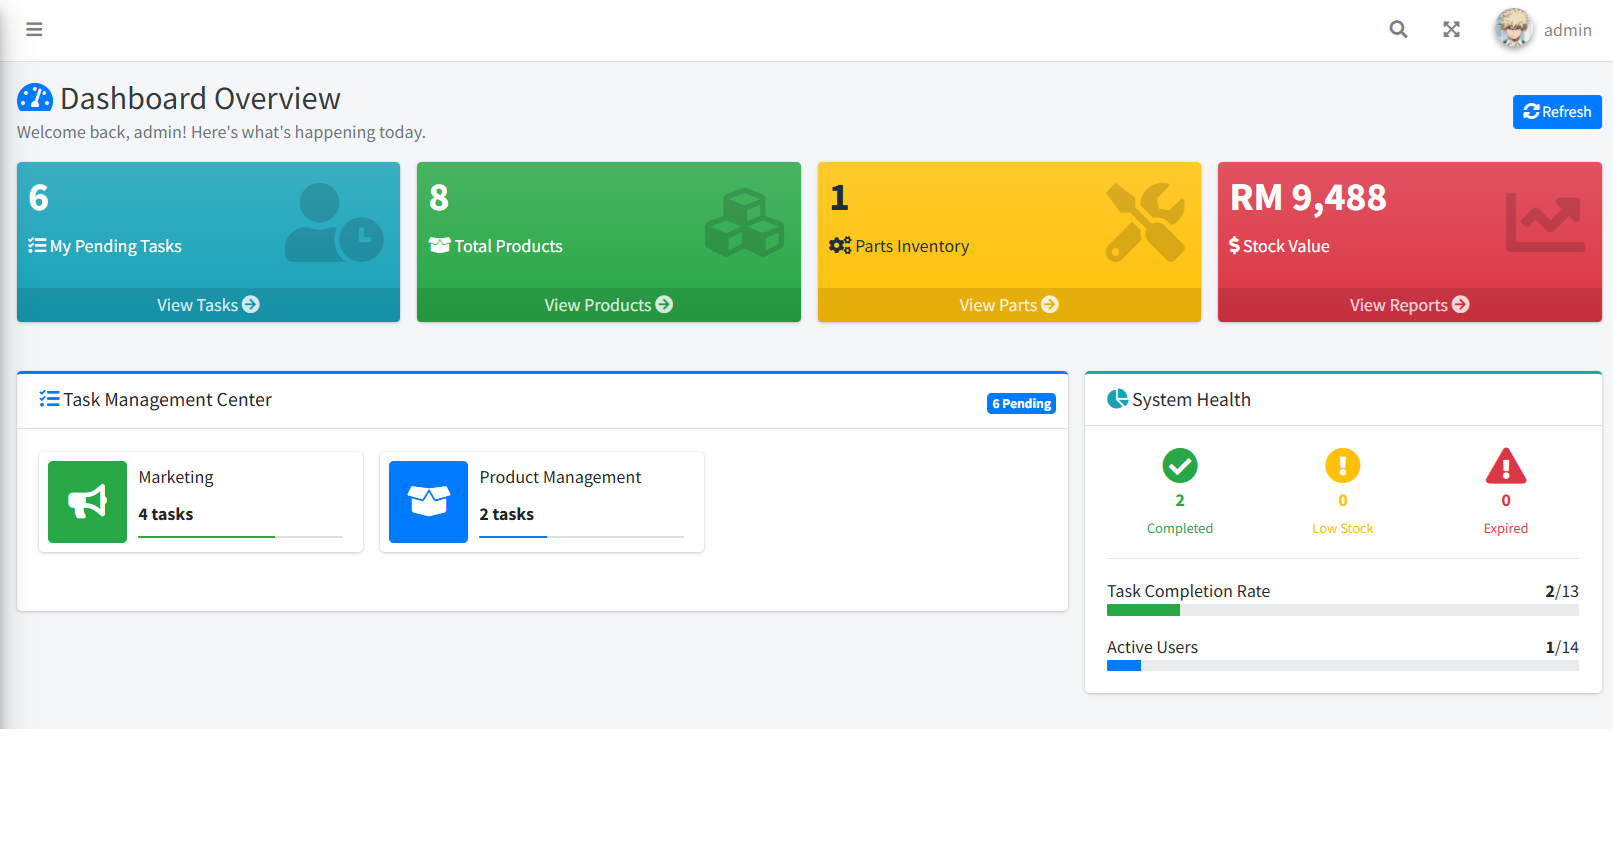 admin
Dashboard Overview
Welcome back, admin! Here's what's happening today.
Refresh
6
My Pending Tasks
View Tasks
8
Total Products
View Products
1
Parts Inventory
View Parts
RM 9,488
Stock Value
View Reports
Task Management Center
6 Pending
Marketing
4 tasks
Product Management
2 tasks
System Health
2
Completed
0
Low Stock
0
Expired
Task Completion Rate 2/13
Active Users 1/14